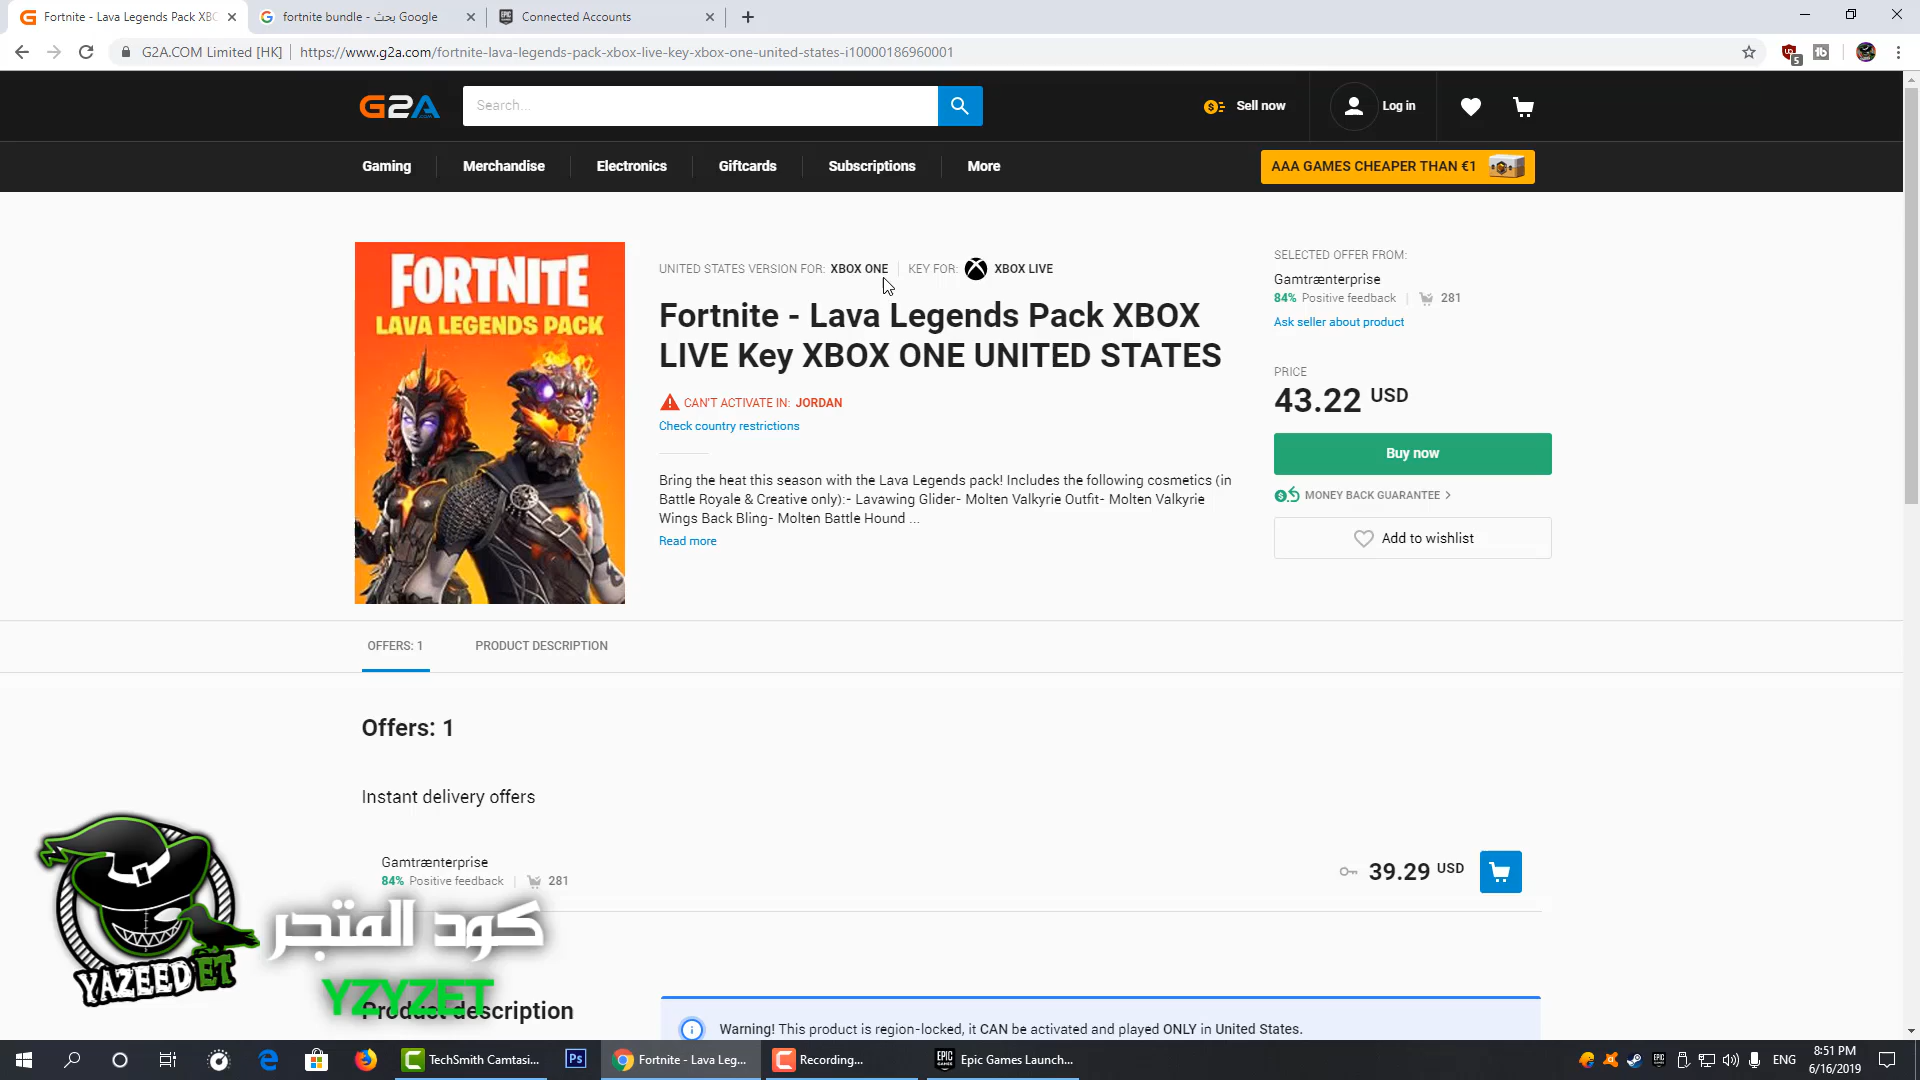 Fortnite - Lava Legends Pack XBC
fortnite bundle - بحث Google
Connected Accounts
G2A.COM Limited [HK]
https://www.g2a.com/fortnite-lava-legends-pack-xbox-live-key-xbox-one-united-states-i10000186960001
5
G2A.COM
Search...
Sell now
Log in
Gaming
Merchandise
Electronics
Giftcards
Subscriptions
More
AAA GAMES CHEAPER THAN €1
FORTNITE
LAVA LEGENDS PACK
UNITED STATES VERSION FOR: XBOX ONE
KEY FOR: XBOX LIVE
Fortnite - Lava Legends Pack XBOX
LIVE Key XBOX ONE UNITED STATES
CAN'T ACTIVATE IN: JORDAN
Check country restrictions
Bring the heat this season with the Lava Legends pack! Includes the following cosmetics (in
Battle Royale & Creative only):- Lavawing Glider- Molten Valkyrie Outfit- Molten Valkyrie
Wings Back Bling- Molten Battle Hound ...
Read more
SELECTED OFFER FROM:
Gamtrænterprise
84% Positive feedback
281
Ask seller about product
PRICE
43.22 USD
Buy now
MONEY BACK GUARANTEE
Add to wishlist
OFFERS: 1
PRODUCT DESCRIPTION
Offers: 1
Instant delivery offers
Gamtrænterprise
84% Positive feedback
281
39.29 USD
YAZEED ET
كود المتجر
YZYZET
Product description
Warning! This product is region-locked, it CAN be activated and played ONLY in United States.
TechSmith Camtasi...
Ps
Fortnite - Lava Leg...
Recording...
Epic Games Launch...
ENG
8:51 PM
6/16/2019